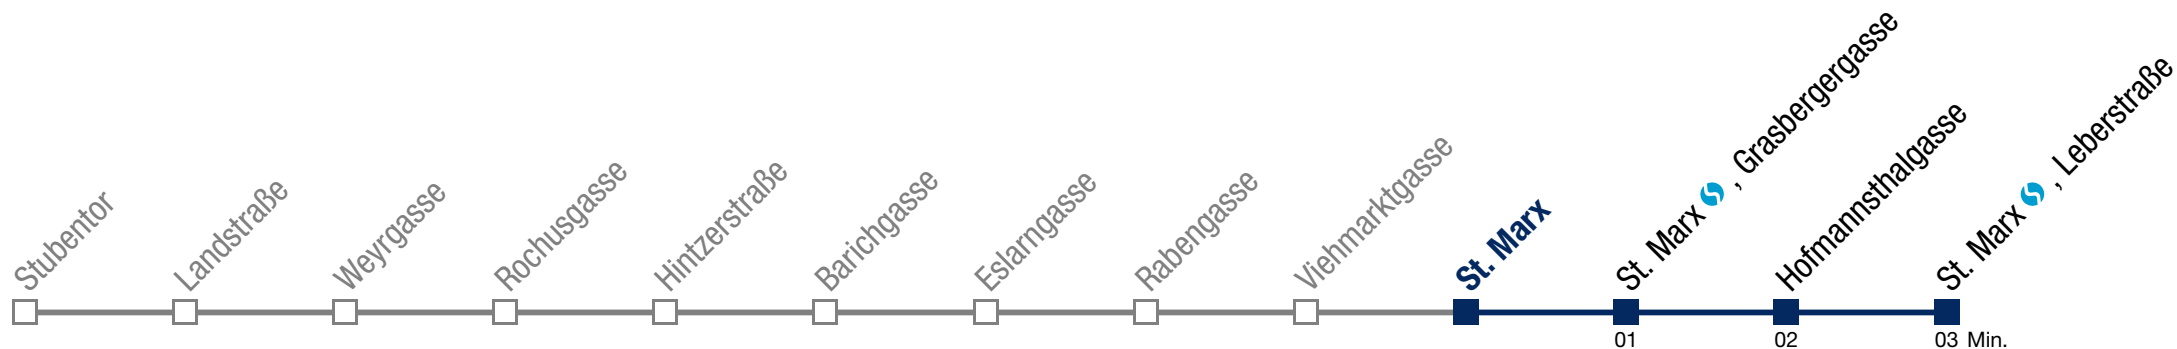 Stubentor
Landstraße
Weyrgasse
Rochusgasse
Hintzerstraße
Barichgasse
Eslarngasse
Rabengasse
Viehmarktgasse
St. Marx
St. Marx , Grasbergergasse
Hofmannsthalgasse
St. Marx , Leberstraße
01 02 03 Min.